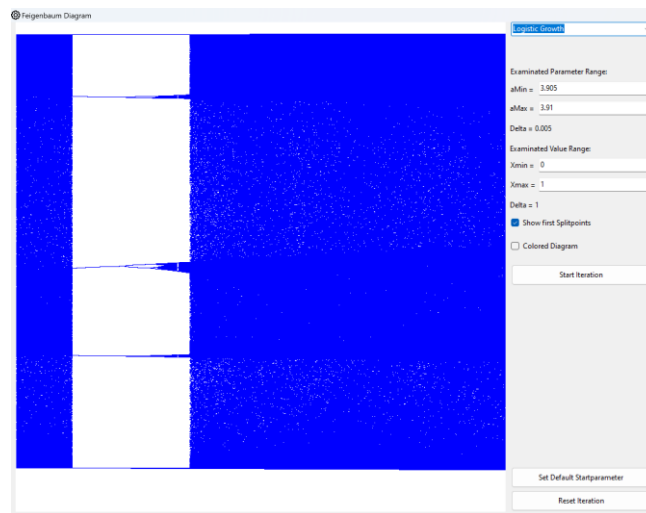 Feigenbaum Diagram
Logistic Growth
Examinated Parameter Range:
aMin = 3.905
aMax = 3.91
Delta = 0.005
Examinated Value Range:
Xmin = 0
Xmax = 1
Delta = 1
Show first Splitpoints
Colored Diagram
Start Iteration
Set Default Startparameter
Reset Iteration